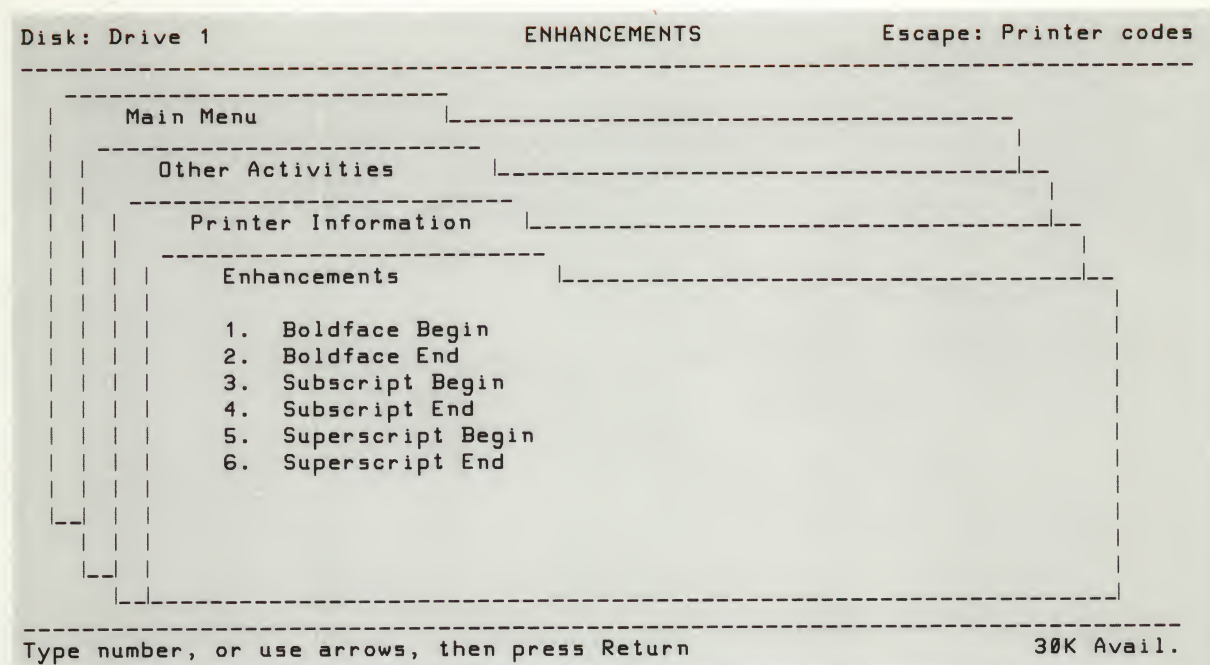 Disk: Drive 1 ENHANCEMENTS Escape: Printer codes
Main Menu
Other Activities
Printer Information
Enhancements
1. Boldface Begin
2. Boldface End
3. Subscript Begin
4. Subscript End
5. Superscript Begin
6. Superscript End
Type number, or use arrows, then press Return 30K Avail.